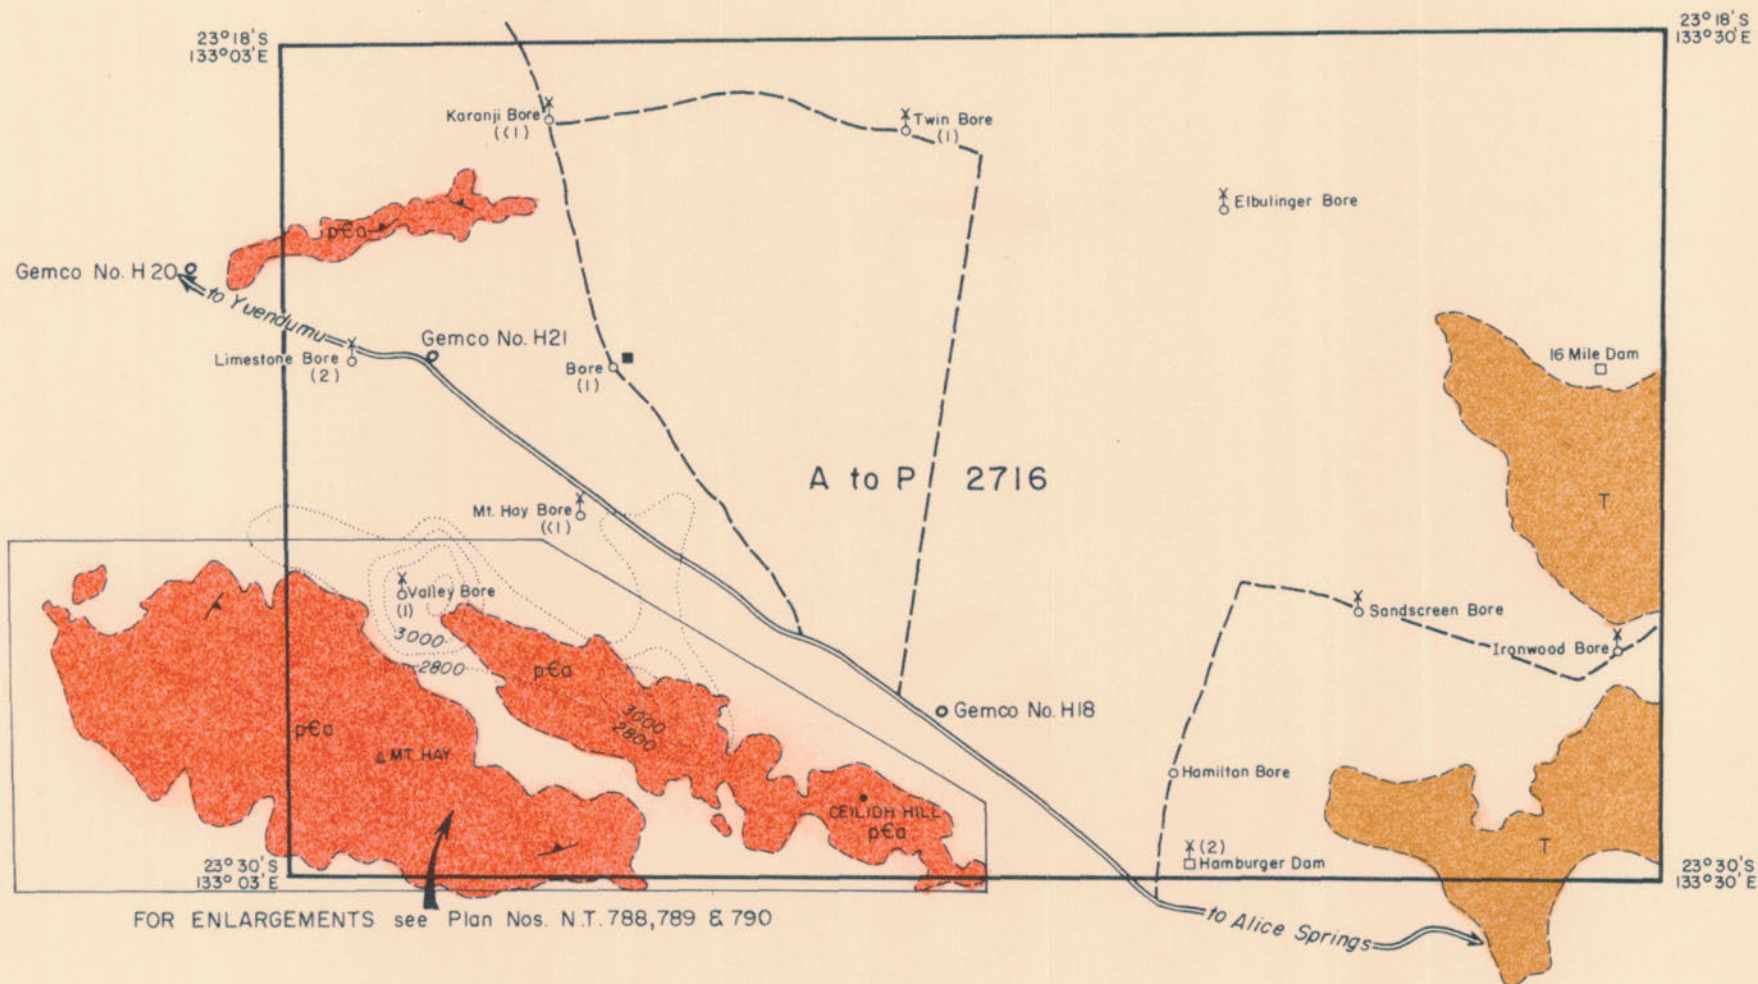 23°18'S
133°03'E
23°18'S
133°30'E
Karanji Bore
(<1)
Twin Bore
(1)
Elbulinger Bore
p€a
Gemco No. H20
to Yuendumu
Limestone Bore
(2)
Gemco No. H21
Bore
(1)
16 Mile Dam
A to P 2716
T
Mt. Hay Bore
(<1)
Valley Bore
(1)
3000
2800
Sandscreen Bore
Ironwood Bore
p€a
3000
2800
p€a
MT. HAY
Gemco No. H18
Hamilton Bore
CEILIDH HILL
p€a
(2)
Hamburger Dam
T
23°30'S
133°03'E
23°30'S
133°30'E
FOR ENLARGEMENTS see Plan Nos. N.T. 788,789 & 790
to Alice Springs